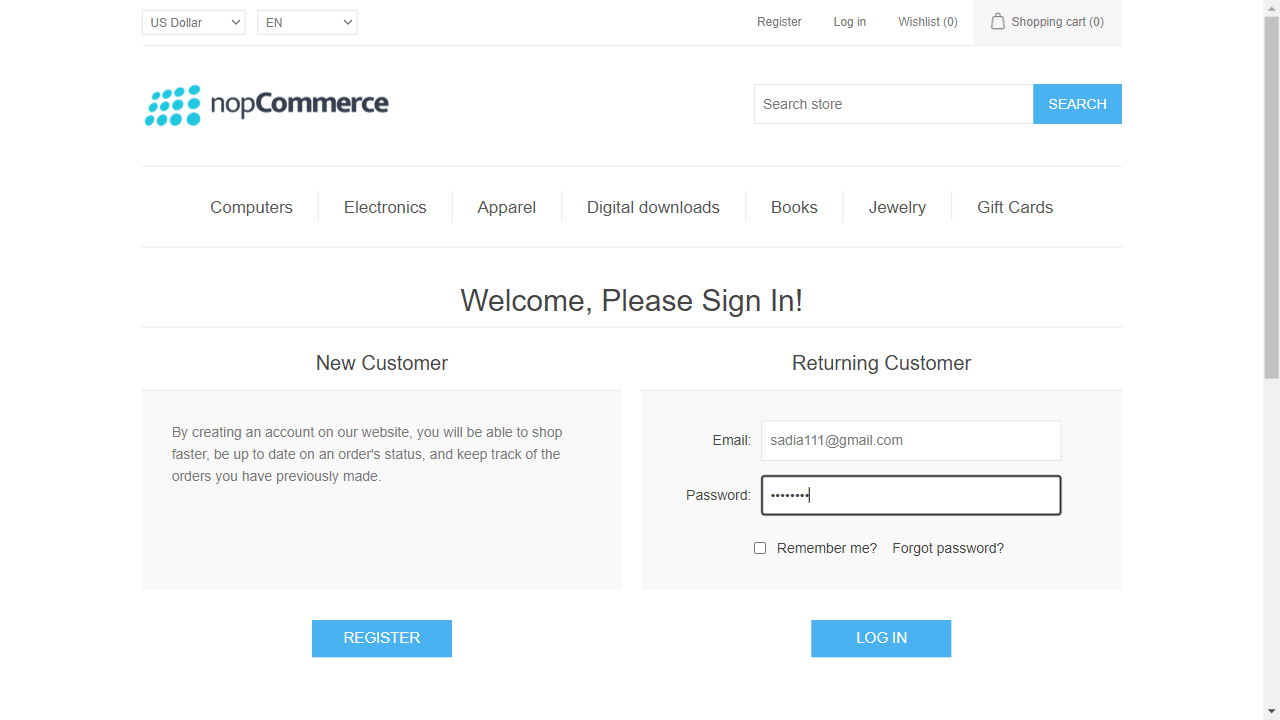 US Dollar EN Register Log in Wishlist (0) Shopping cart (0)
nopCommerce Search store SEARCH
Computers Electronics Apparel Digital downloads Books Jewelry Gift Cards
Welcome, Please Sign In!
New Customer
By creating an account on our website, you will be able to shop
faster, be up to date on an order's status, and keep track of the
orders you have previously made.
REGISTER
Returning Customer
Email: sadia111@gmail.com
Password: ••••••••
Remember me? Forgot password?
LOG IN